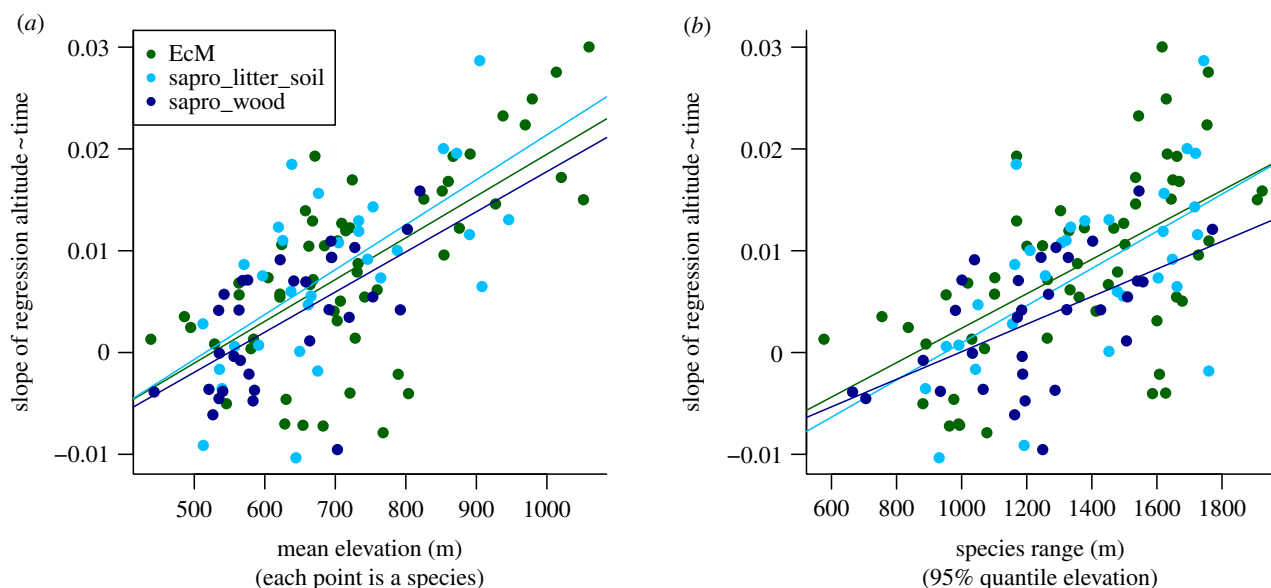 (a)
(b)
slope of regression altitude~time
0.03
0.02
0.01
0
−0.01
EcM
sapro_litter_soil
sapro_wood
500 600 700 800 900 1000
mean elevation (m)
(each point is a species)
slope of regression altitude~time
0.03
0.02
0.01
0
−0.01
600 800 1000 1200 1400 1600 1800
species range (m)
(95% quantile elevation)